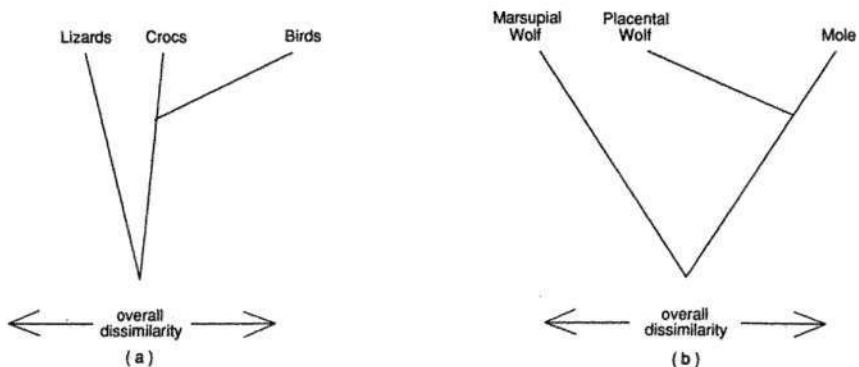 Lizards
Crocs
Birds
overall
dissimilarity
( a )
Marsupial
Wolf
Placental
Wolf
Mole
overall
dissimilarity
( b )